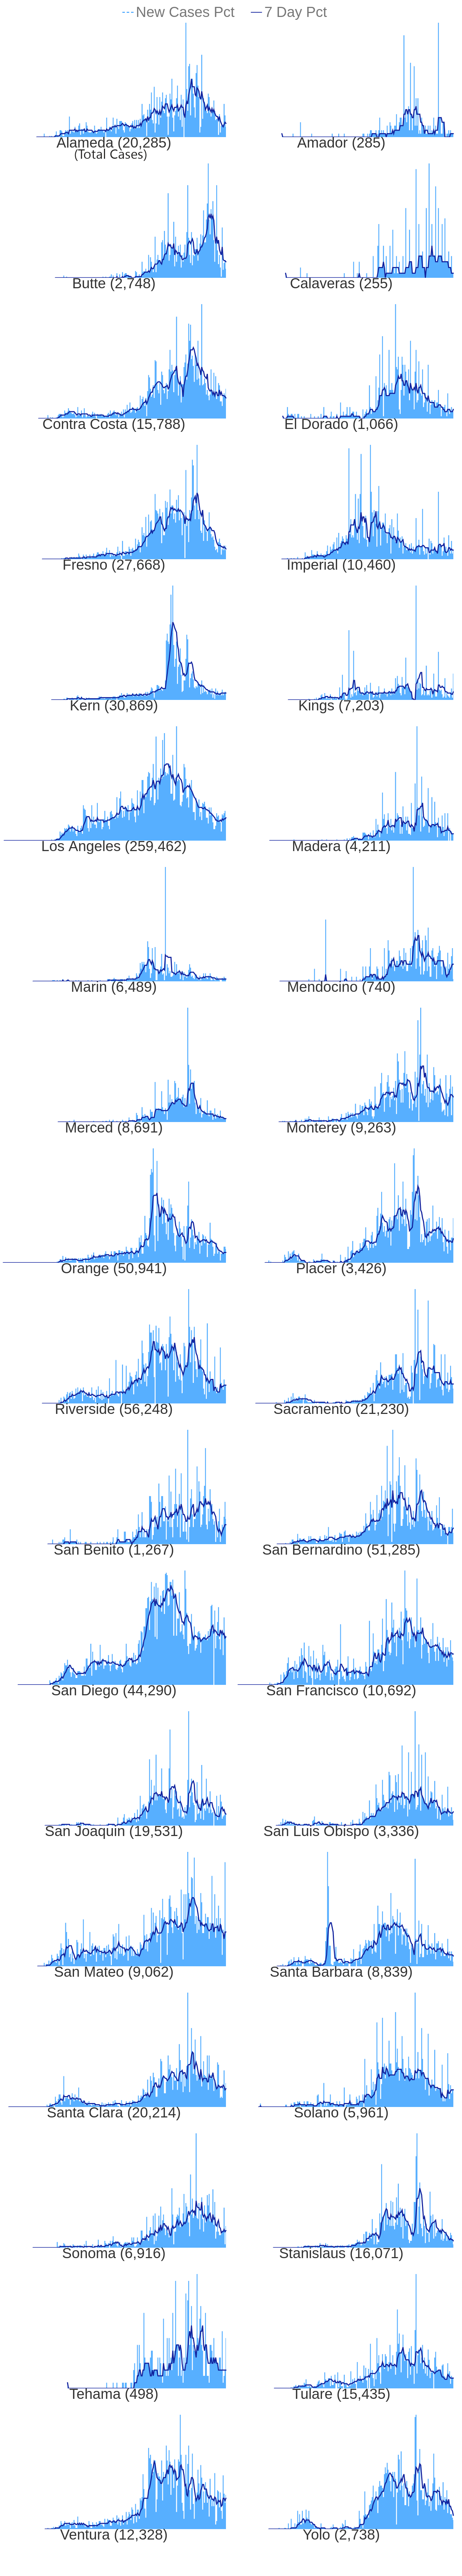 New Cases Pct 7 Day Pct
Alameda (20,285) Amador (285)
(Total Cases)
Butte (2,748) Calaveras (255)
Contra Costa (15,788) El Dorado (1,066)
Fresno (27,668) Imperial (10,460)
Kern (30,869) Kings (7,203)
Los Angeles (259,462) Madera (4,211)
Marin (6,489) Mendocino (740)
Merced (8,691) Monterey (9,263)
Orange (50,941) Placer (3,426)
Riverside (56,248) Sacramento (21,230)
San Benito (1,267) San Bernardino (51,285)
San Diego (44,290) San Francisco (10,692)
San Joaquin (19,531) San Luis Obispo (3,336)
San Mateo (9,062) Santa Barbara (8,839)
Santa Clara (20,214) Solano (5,961)
Sonoma (6,916) Stanislaus (16,071)
Tehama (498) Tulare (15,435)
Ventura (12,328) Yolo (2,738)